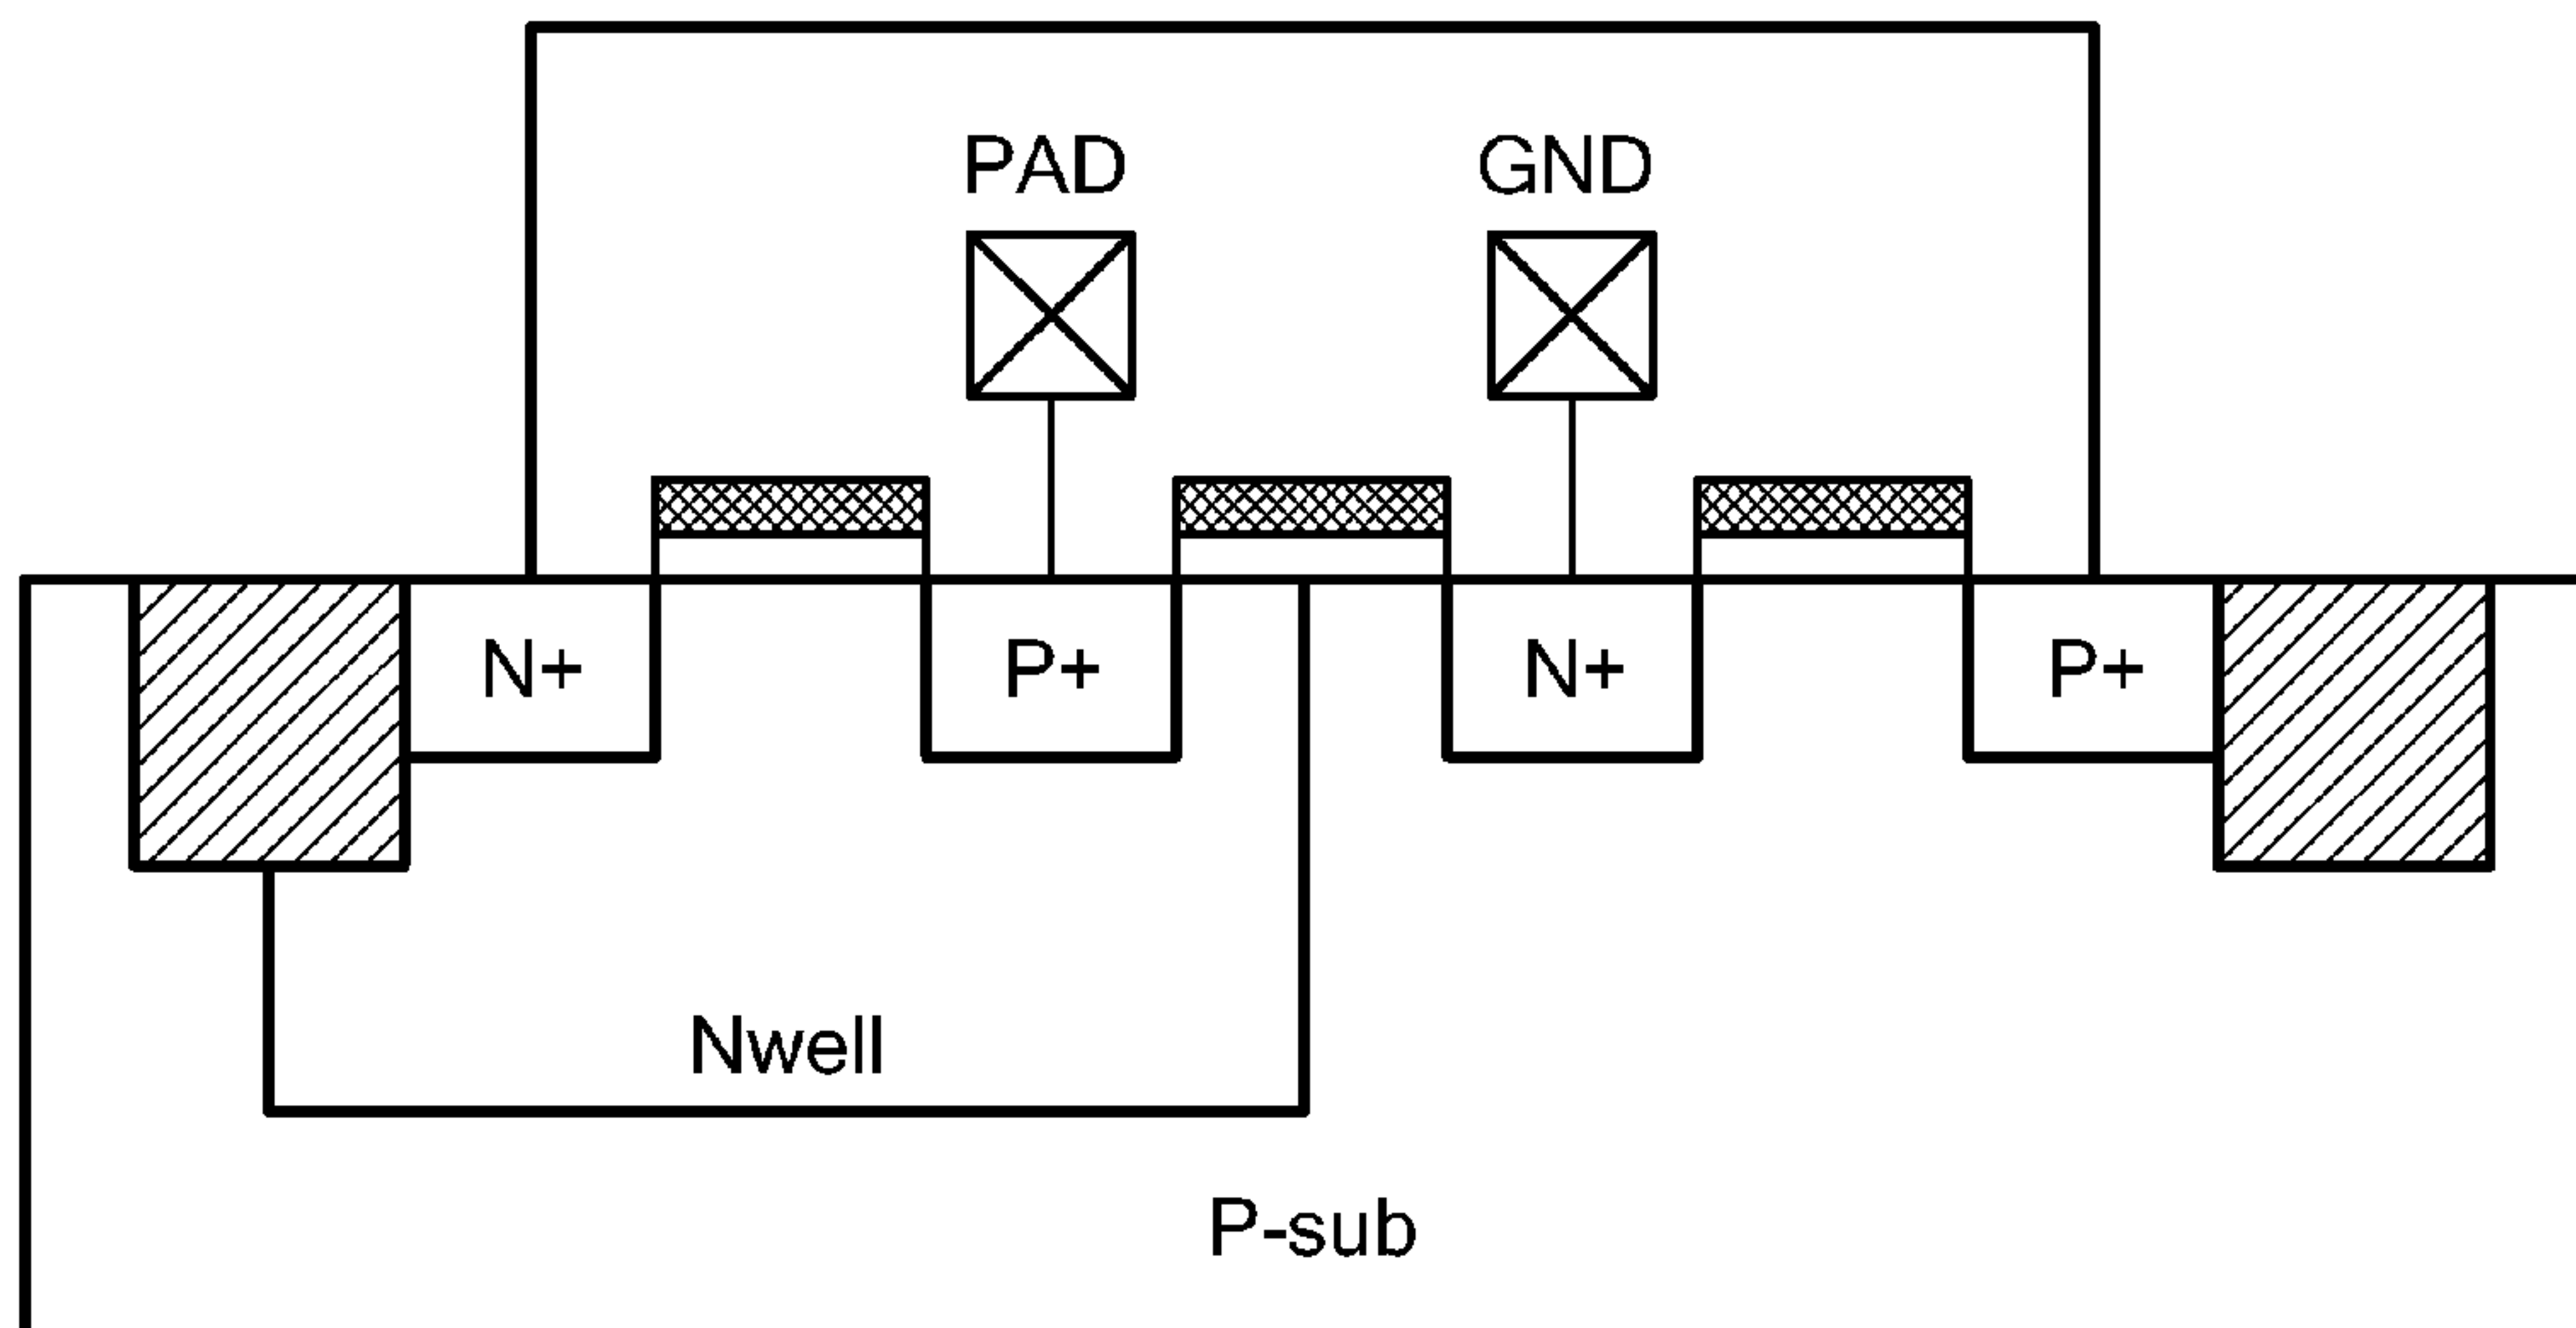 PAD
GND
N+
P+
N+
P+
Nwell
P-sub